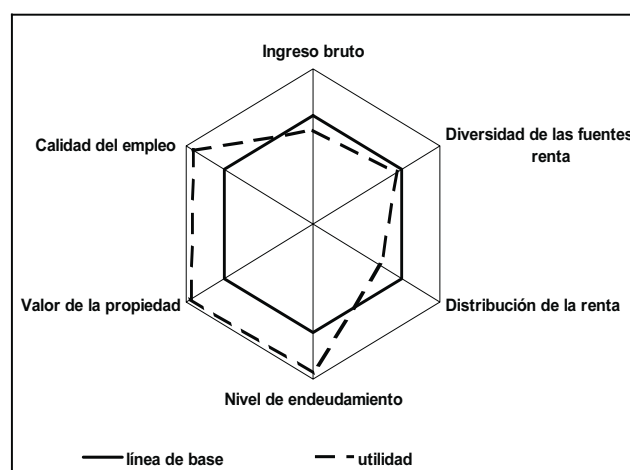 Ingreso bruto
Calidad del empleo
Diversidad de las fuentes
renta
Valor de la propiedad
Distribución de la renta
Nivel de endeudamiento
línea de base
utilidad